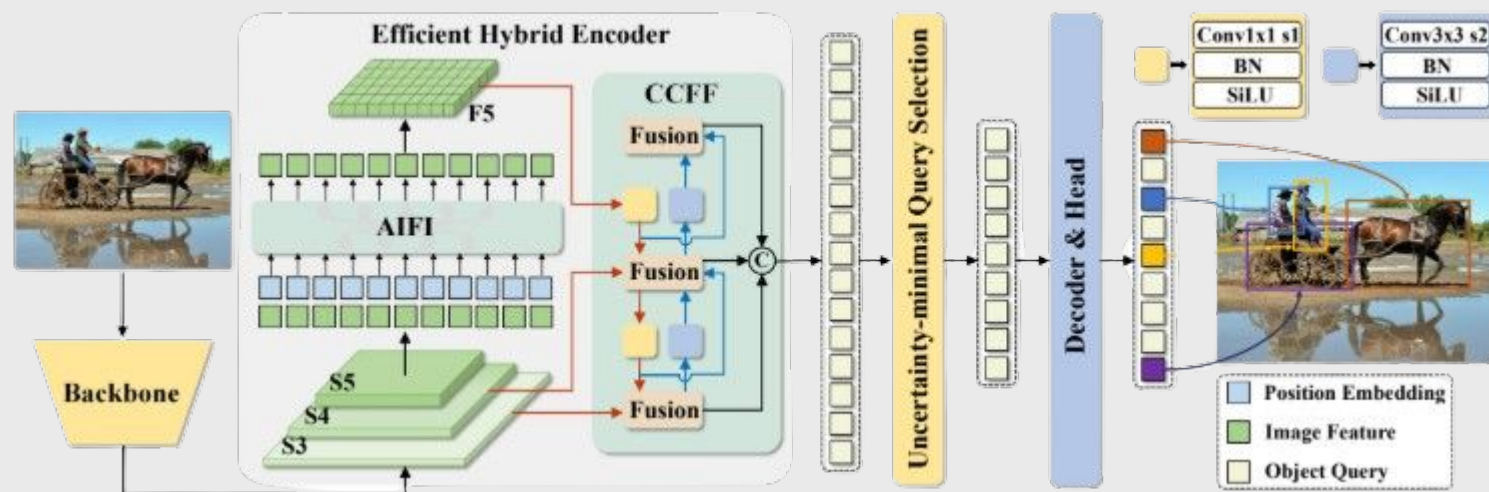 Efficient Hybrid Encoder
F5
CCFF
Fusion
AIFI
Fusion
C
Fusion
S5
S4
S3
Backbone
Uncertainty-minimal Query Selection
Decoder & Head
Conv1x1 s1
BN
SiLU
Conv3x3 s2
BN
SiLU
Position Embedding
Image Feature
Object Query